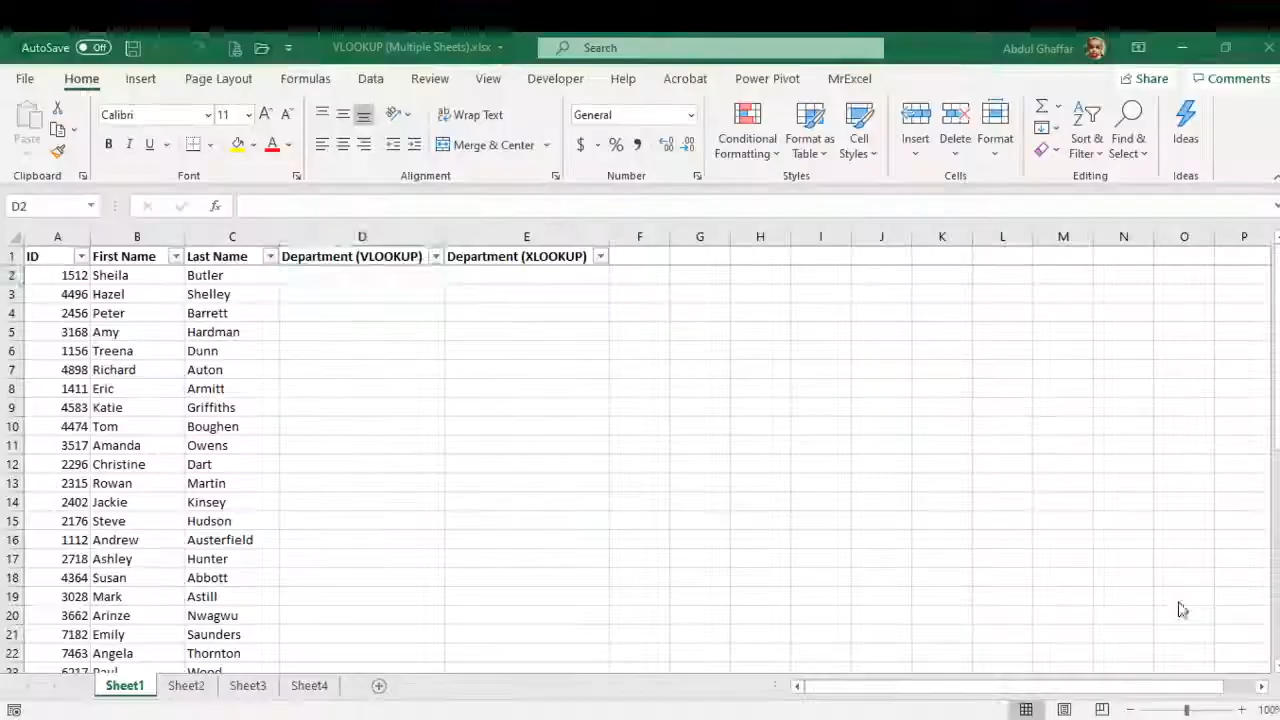 AutoSave Off VLOOKUP (Multiple Sheets).xlsx Search Abdul Ghaffar
File Home Insert Page Layout Formulas Data Review View Developer Help Acrobat Power Pivot MrExcel Share Comments
Paste Calibri 11 A A Wrap Text General Conditional Formatting Format as Table Cell Styles Insert Delete Format Sort & Filter Find & Select Ideas
B I U A Merge & Center $ % ,
Clipboard Font Alignment Number Styles Cells Editing Ideas
D2 fx
A B C D E F G H I J K L M N O P
1 ID First Name Last Name Department (VLOOKUP) Department (XLOOKUP)
2 1512 Sheila Butler
3 4496 Hazel Shelley
4 2456 Peter Barrett
5 3168 Amy Hardman
6 1156 Treena Dunn
7 4898 Richard Auton
8 1411 Eric Armitt
9 4583 Katie Griffiths
10 4474 Tom Boughen
11 3517 Amanda Owens
12 2296 Christine Dart
13 2315 Rowan Martin
14 2402 Jackie Kinsey
15 2176 Steve Hudson
16 1112 Andrew Austerfield
17 2718 Ashley Hunter
18 4364 Susan Abbott
19 3028 Mark Astill
20 3662 Arinze Nwagwu
21 7182 Emily Saunders
22 7463 Angela Thornton
23 6217 Paul Wood
Sheet1 Sheet2 Sheet3 Sheet4
100%